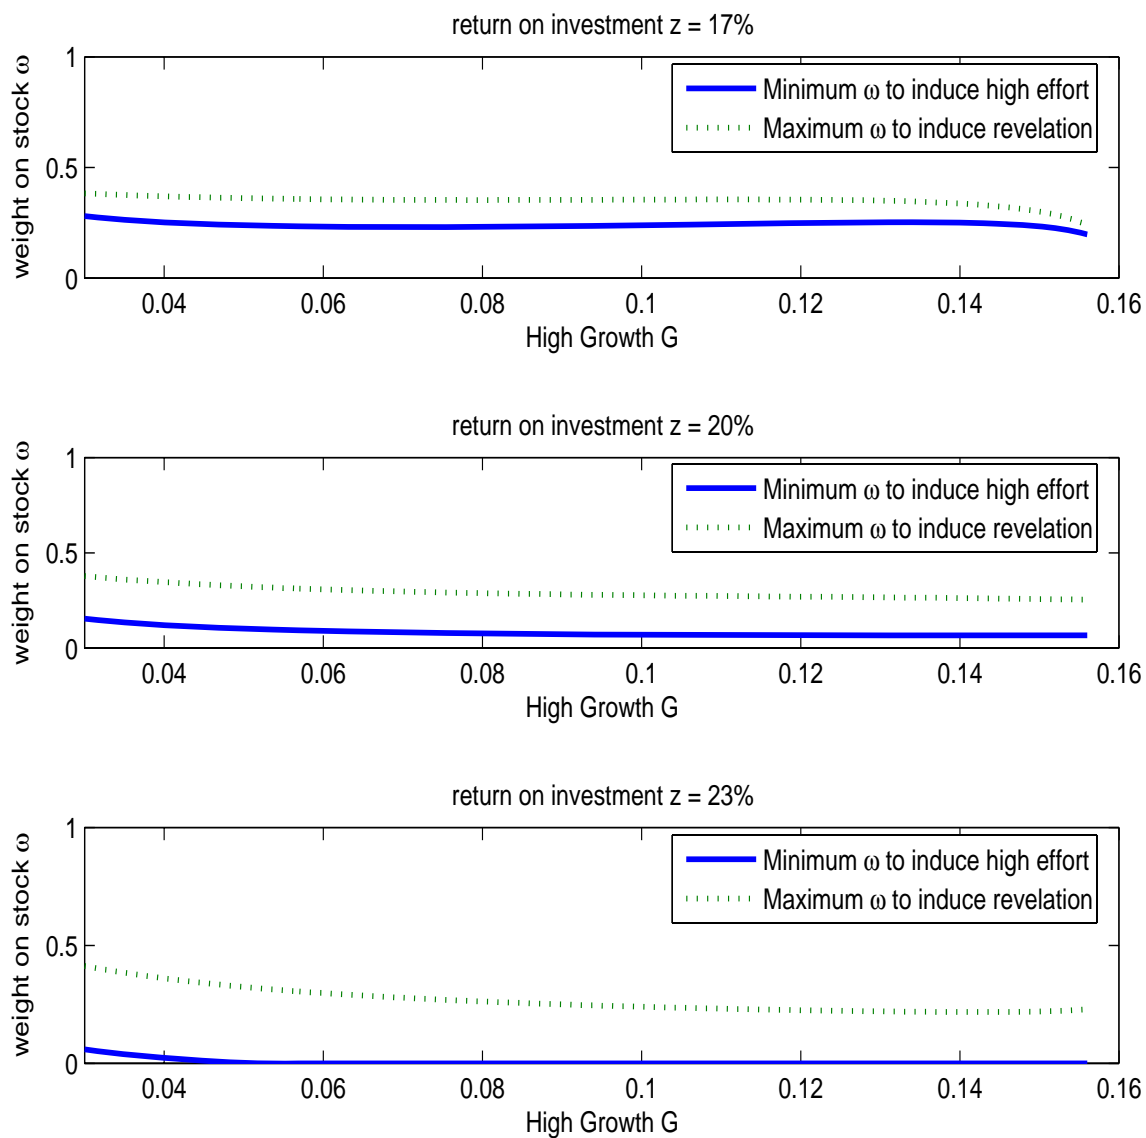 return on investment z = 17%
weight on stock ω
1
0.5
0
Minimum ω to induce high effort
Maximum ω to induce revelation
0.04 0.06 0.08 0.1 0.12 0.14 0.16
High Growth G
return on investment z = 20%
weight on stock ω
1
0.5
0
Minimum ω to induce high effort
Maximum ω to induce revelation
0.04 0.06 0.08 0.1 0.12 0.14 0.16
High Growth G
return on investment z = 23%
weight on stock ω
1
0.5
0
Minimum ω to induce high effort
Maximum ω to induce revelation
0.04 0.06 0.08 0.1 0.12 0.14 0.16
High Growth G